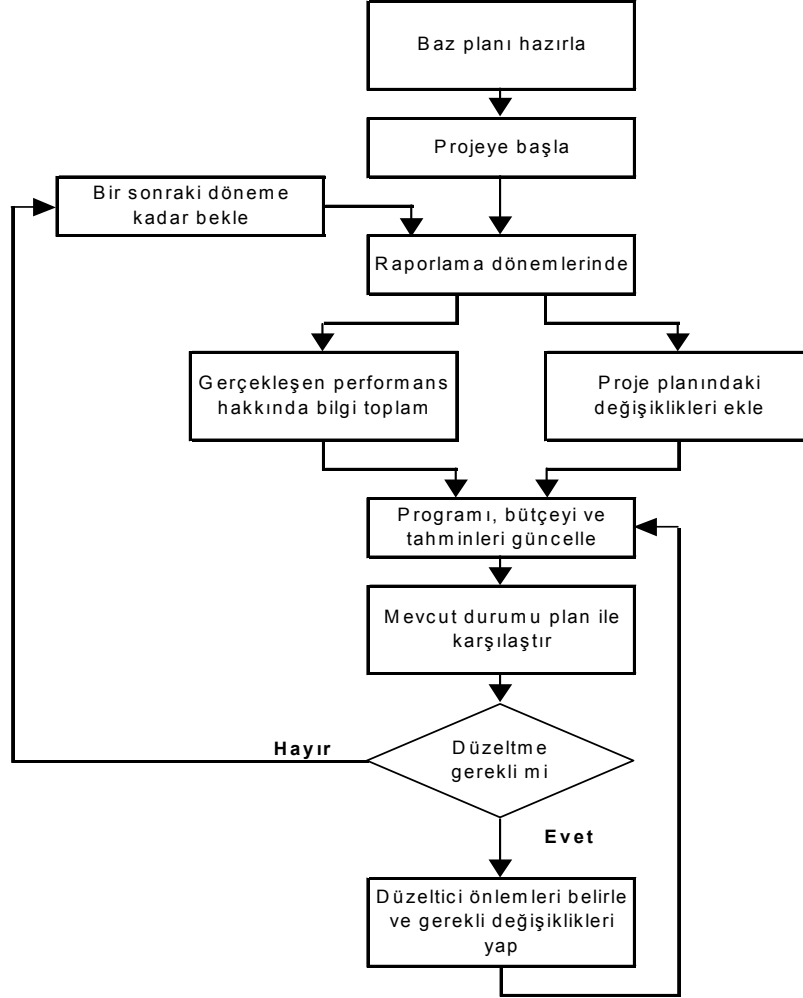 Baz planı hazırla
Projeye başla
Bir sonraki döneme
kadar bekle
Raporlama dönemlerinde
Gerçekleşen performans
hakkında bilgi toplam
Proje planındaki
değişiklikleri ekle
Programı, bütçeyi ve
tahminleri güncelle
Mevcut durumu plan ile
karşılaştır
Hayır
Düzeltme
gerekli mi
Evet
Düzeltici önlemleri belirle
ve gerekli değişiklikleri
yap